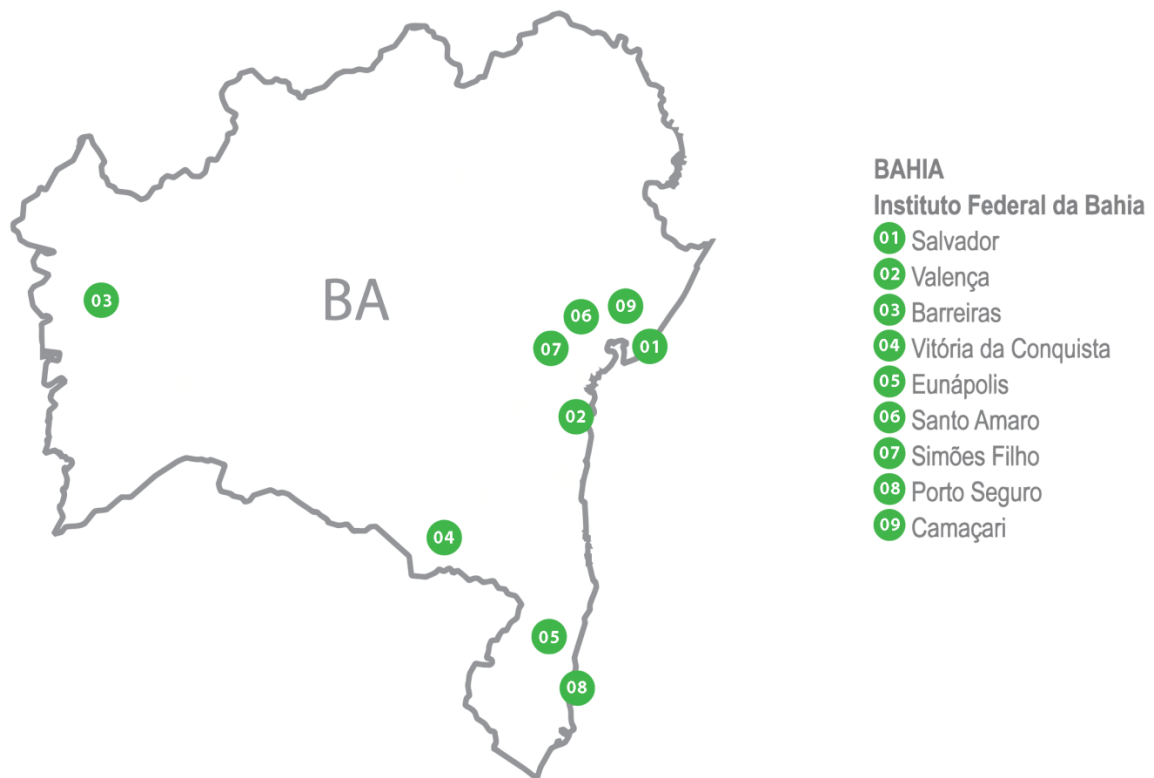 BA
03
06
09
07
01
02
04
05
08
BAHIA
Instituto Federal da Bahia
01 Salvador
02 Valença
03 Barreiras
04 Vitória da Conquista
05 Eunápolis
06 Santo Amaro
07 Simões Filho
08 Porto Seguro
09 Camaçari